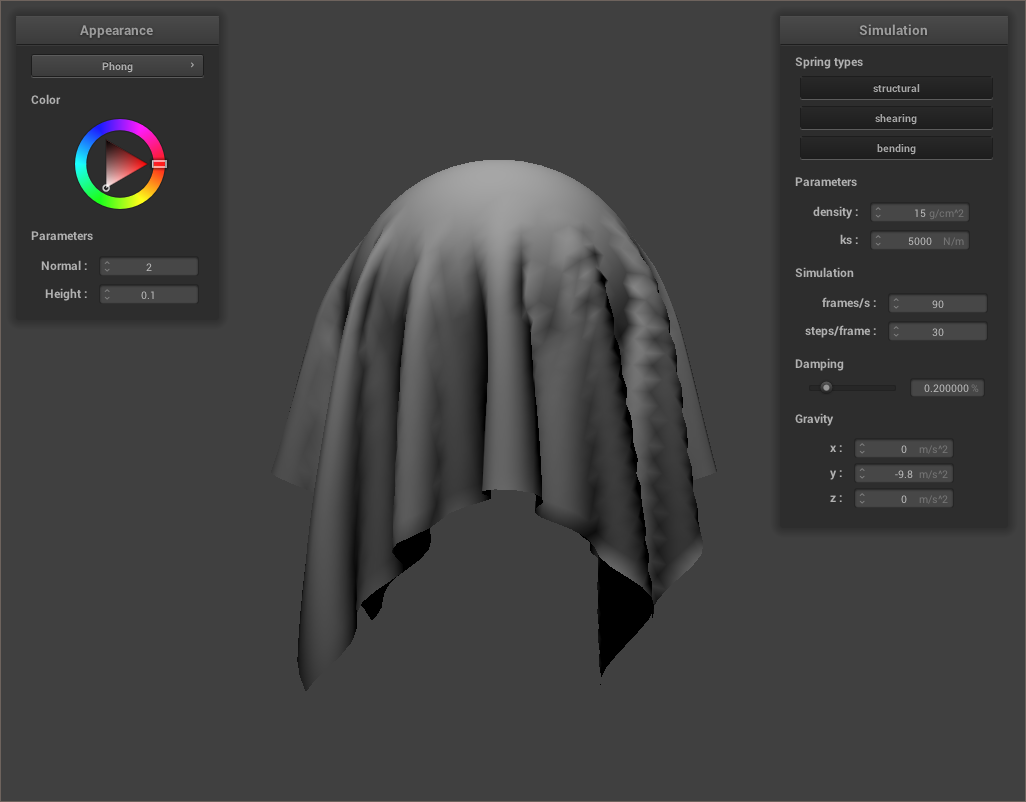 Appearance
Phong ›
Color
Parameters
Normal : 2
Height : 0.1
Simulation
Spring types
structural
shearing
bending
Parameters
density : 15 g/cm^2
ks : 5000 N/m
Simulation
frames/s : 90
steps/frame : 30
Damping
0.200000 %
Gravity
x : 0 m/s^2
y : -9.8 m/s^2
z : 0 m/s^2